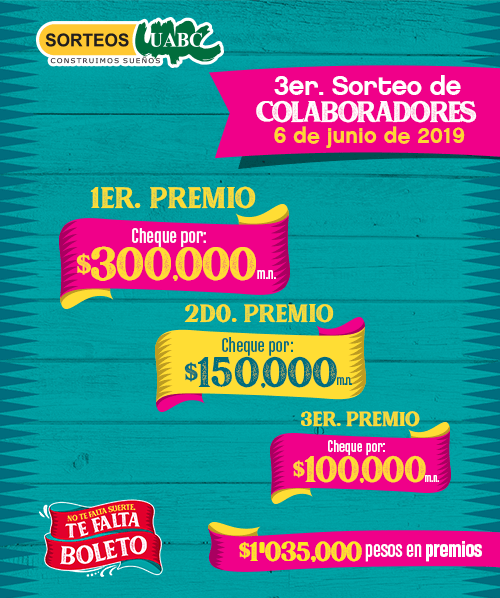 SORTEOS UABC
CONSTRUIMOS SUEÑOS
3er. Sorteo de
COLABORADORES
6 de junio de 2019
1ER. PREMIO
Cheque por:
$300,000 m.n.
2DO. PREMIO
Cheque por:
$150,000 m.n.
3ER. PREMIO
Cheque por:
$100,000 m.n.
NO TE FALTA SUERTE,
TE FALTA
BOLETO
$1'035,000 pesos en premios